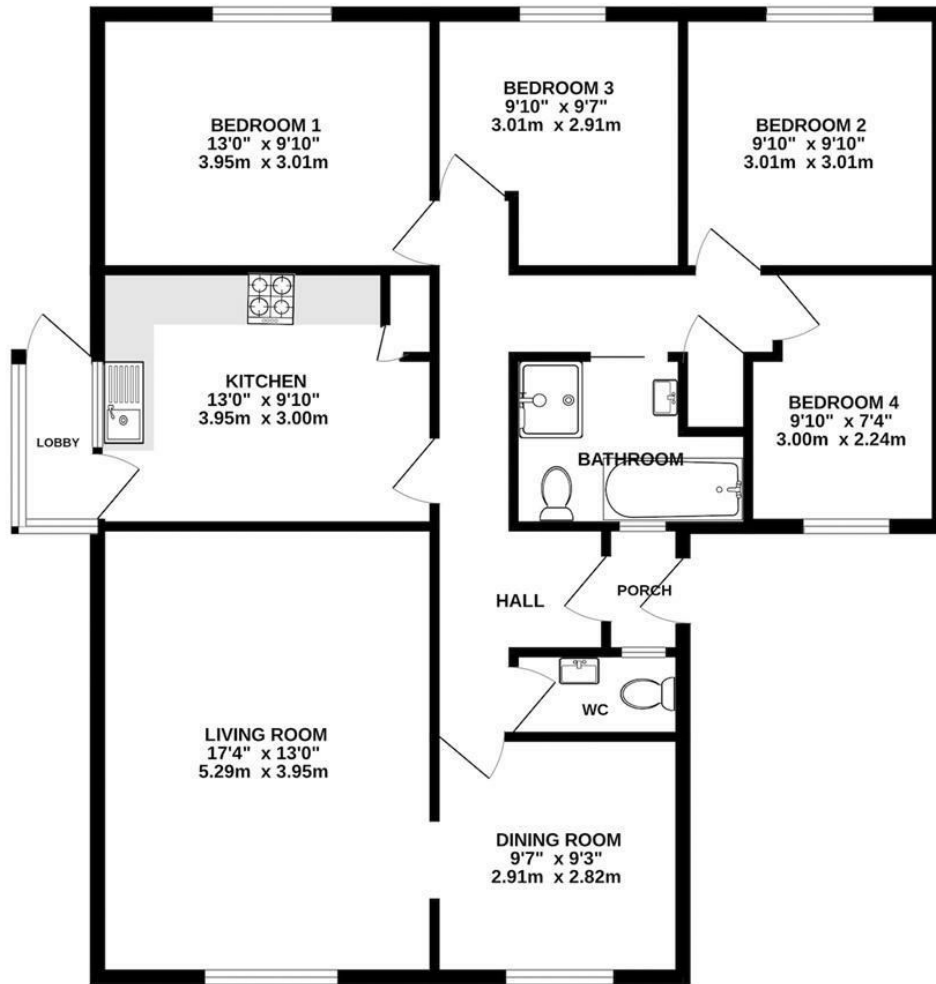 BEDROOM 1
13'0" x 9'10"
3.95m x 3.01m
BEDROOM 3
9'10" x 9'7"
3.01m x 2.91m
BEDROOM 2
9'10" x 9'10"
3.01m x 3.01m
KITCHEN
13'0" x 9'10"
3.95m x 3.00m
LOBBY
BATHROOM
BEDROOM 4
9'10" x 7'4"
3.00m x 2.24m
HALL
PORCH
WC
LIVING ROOM
17'4" x 13'0"
5.29m x 3.95m
DINING ROOM
9'7" x 9'3"
2.91m x 2.82m